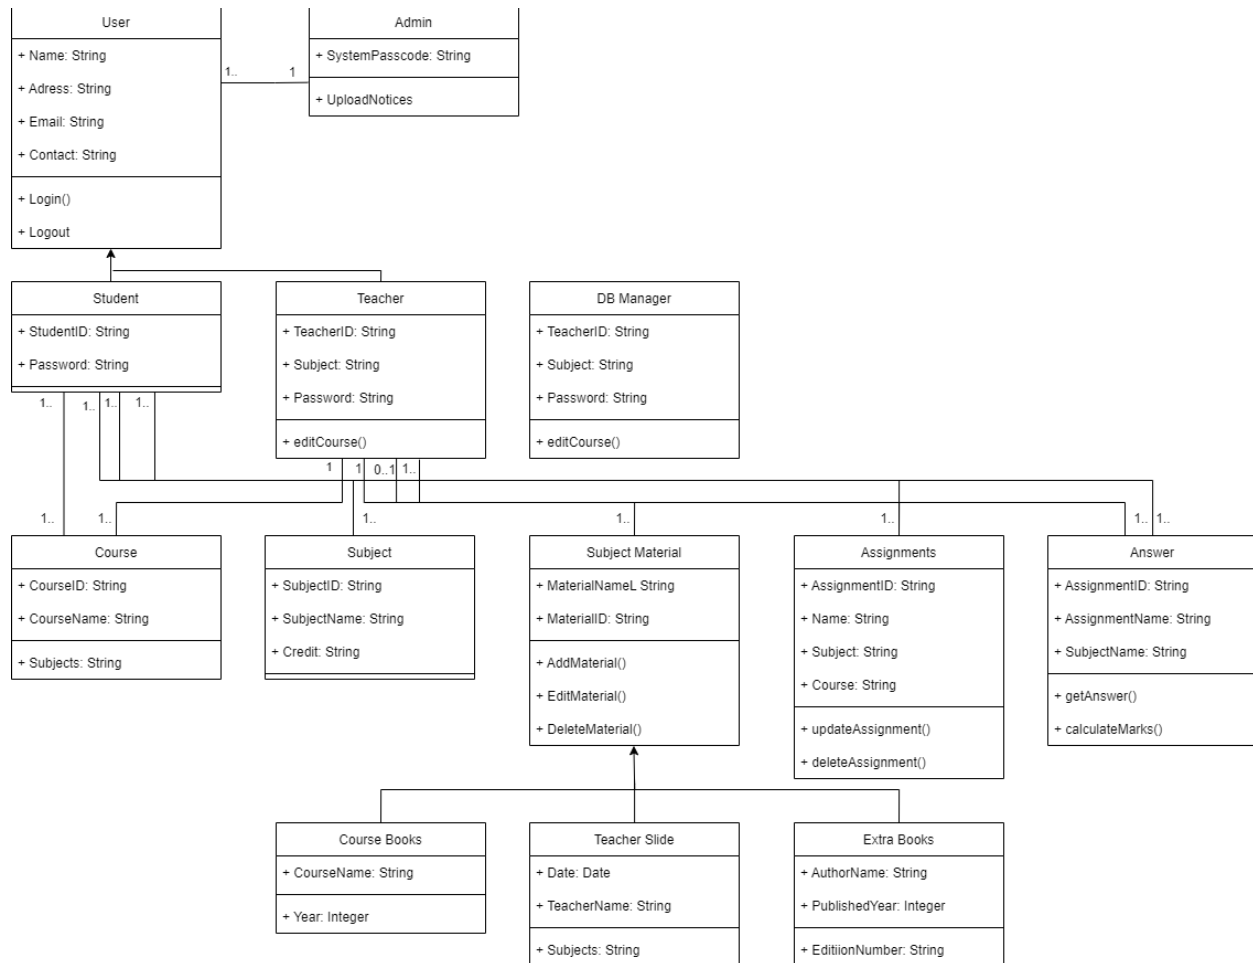 User
+ Name: String
+ Adress: String
+ Email: String
+ Contact: String
+ Login()
+ Logout
Admin
+ SystemPasscode: String
+ UploadNotices
1..
1
Student
+ StudentID: String
+ Password: String
Teacher
+ TeacherID: String
+ Subject: String
+ Password: String
+ editCourse()
DB Manager
+ TeacherID: String
+ Subject: String
+ Password: String
+ editCourse()
1..
1..
1..
1..
1
1
0..1
1..
1..
1..
1..
1..
1..
1..
1..
Course
+ CourseID: String
+ CourseName: String
+ Subjects: String
Subject
+ SubjectID: String
+ SubjectName: String
+ Credit: String
Subject Material
+ MaterialNameL String
+ MaterialID: String
+ AddMaterial()
+ EditMaterial()
+ DeleteMaterial()
Assignments
+ AssignmentID: String
+ Name: String
+ Subject: String
+ Course: String
+ updateAssignment()
+ deleteAssignment()
Answer
+ AssignmentID: String
+ AssignmentName: String
+ SubjectName: String
+ getAnswer()
+ calculateMarks()
Course Books
+ CourseName: String
+ Year: Integer
Teacher Slide
+ Date: Date
+ TeacherName: String
+ Subjects: String
Extra Books
+ AuthorName: String
+ PublishedYear: Integer
+ EditiionNumber: String